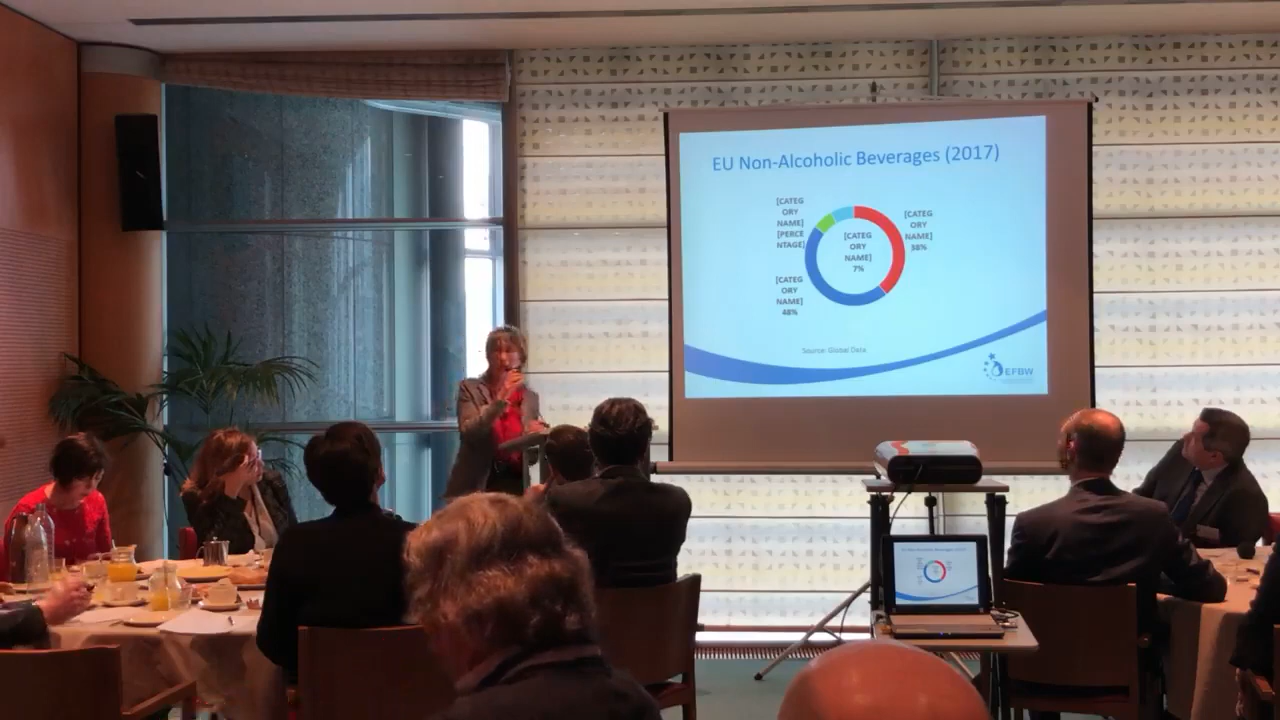 EU Non-Alcoholic Beverages (2017)
[CATEG
ORY
NAME]
[PERCE
NTAGE]
[CATEG
ORY
NAME]
7%
[CATEG
ORY
NAME]
38%
[CATEG
ORY
NAME]
48%
Source: Global Data
EFBW